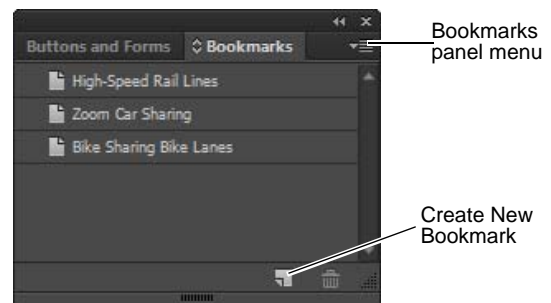 Buttons and Forms Bookmarks
Bookmarks
panel menu
High-Speed Rail Lines
Zoom Car Sharing
Bike Sharing Bike Lanes
Create New
Bookmark